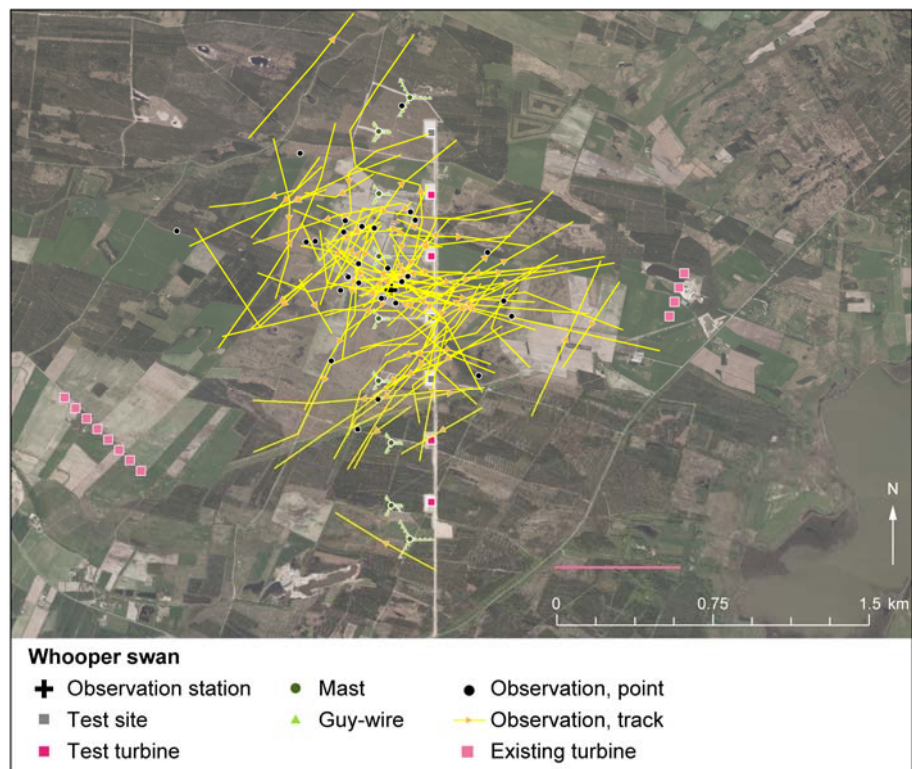 N
0 0.75 1.5 km
Whooper swan
Observation station
Mast
Observation, point
Test site
Guy-wire
Observation, track
Test turbine
Existing turbine